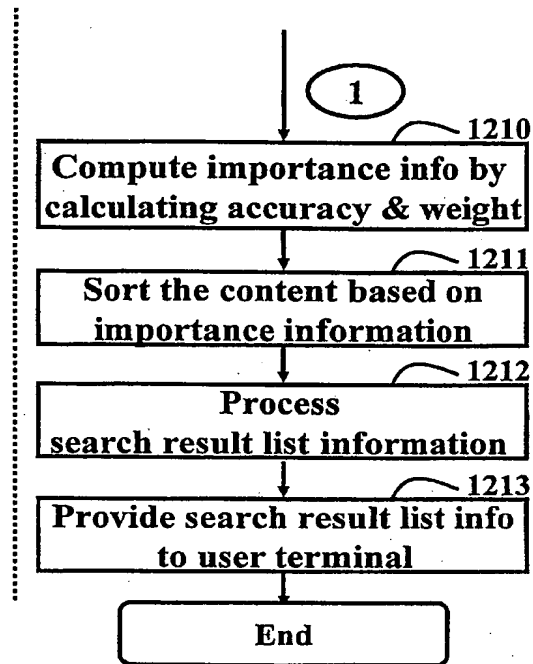 1
1210
Compute importance info by
calculating accuracy & weight
1211
Sort the content based on
importance information
1212
Process
search result list information
1213
Provide search result list info
to user terminal
End